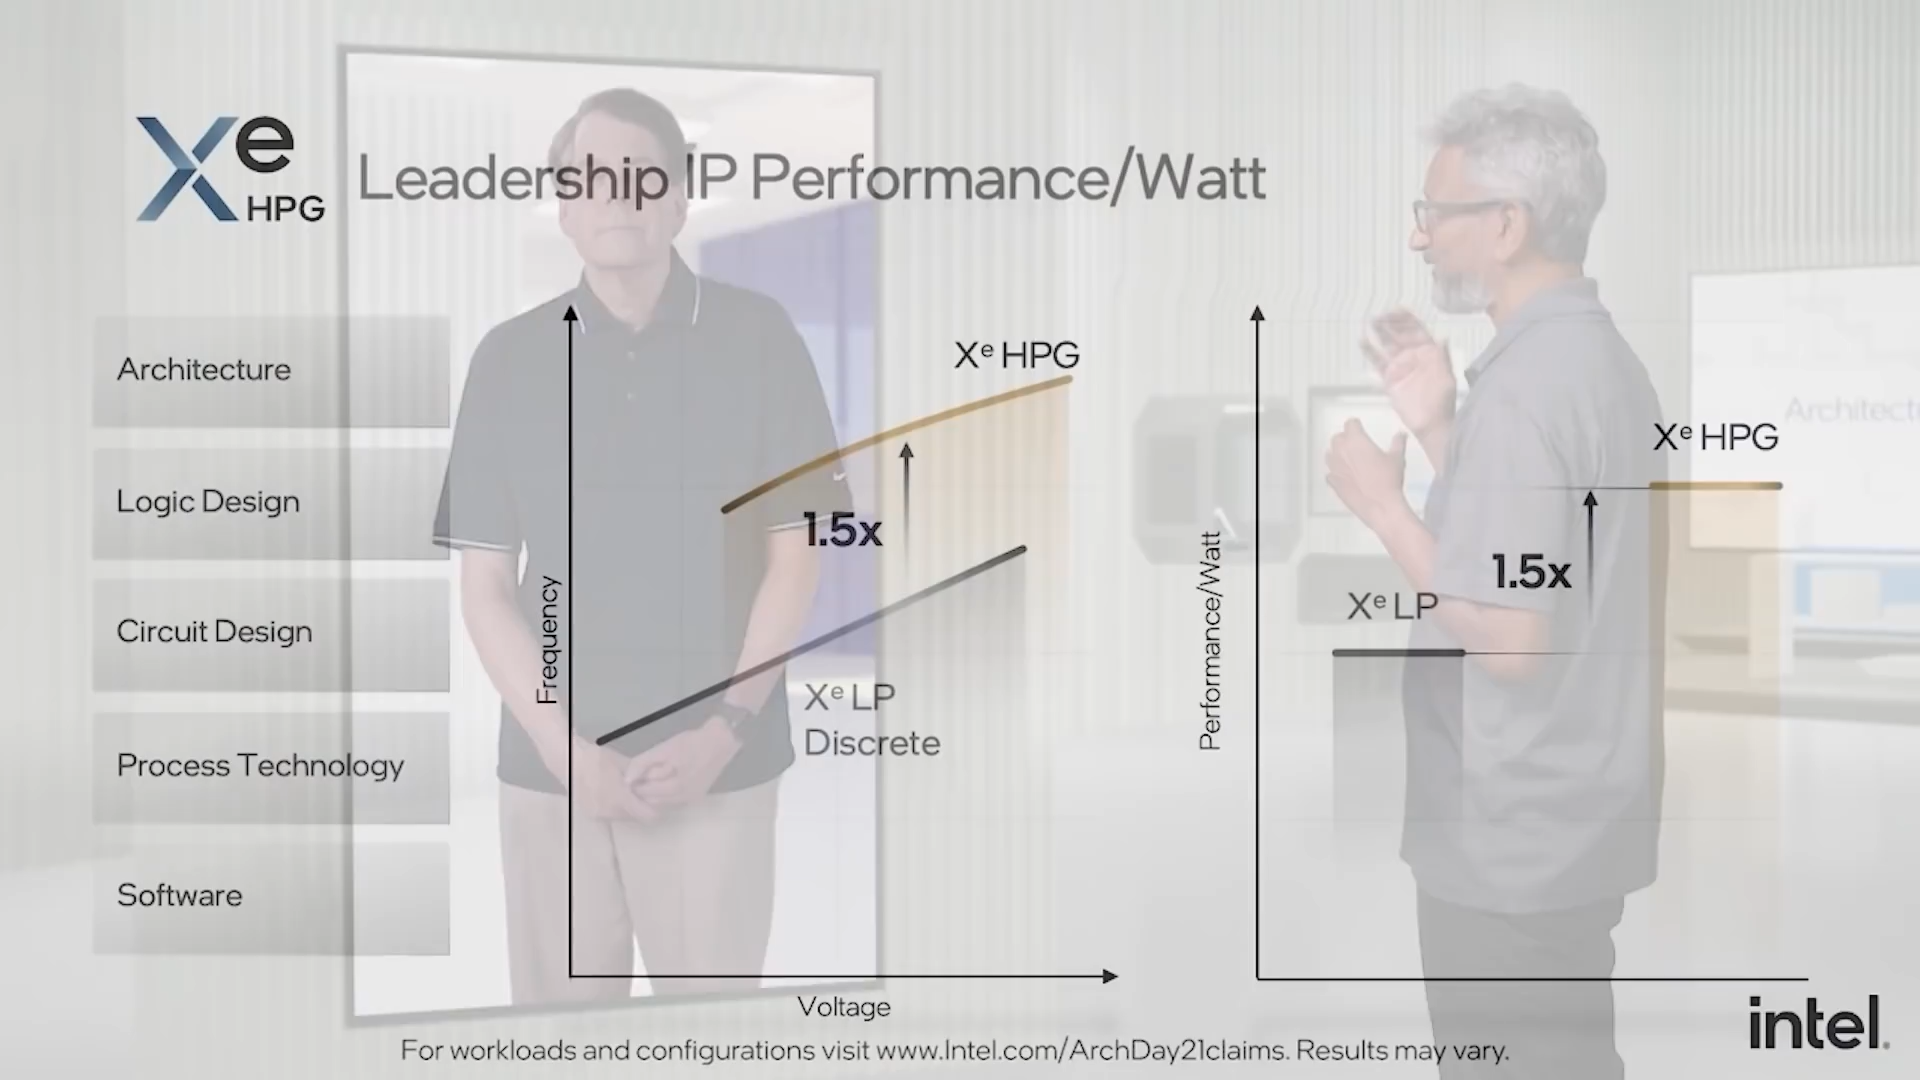 Xe HPG
Leadership IP Performance/Watt
Architecture
Logic Design
Circuit Design
Process Technology
Software
Frequency
Xe HPG
1.5x
Xe LP
Discrete
Voltage
Performance/Watt
Xe LP
1.5x
Xe HPG
Architect
intel.
For workloads and configurations visit www.Intel.com/ArchDay21claims. Results may vary.